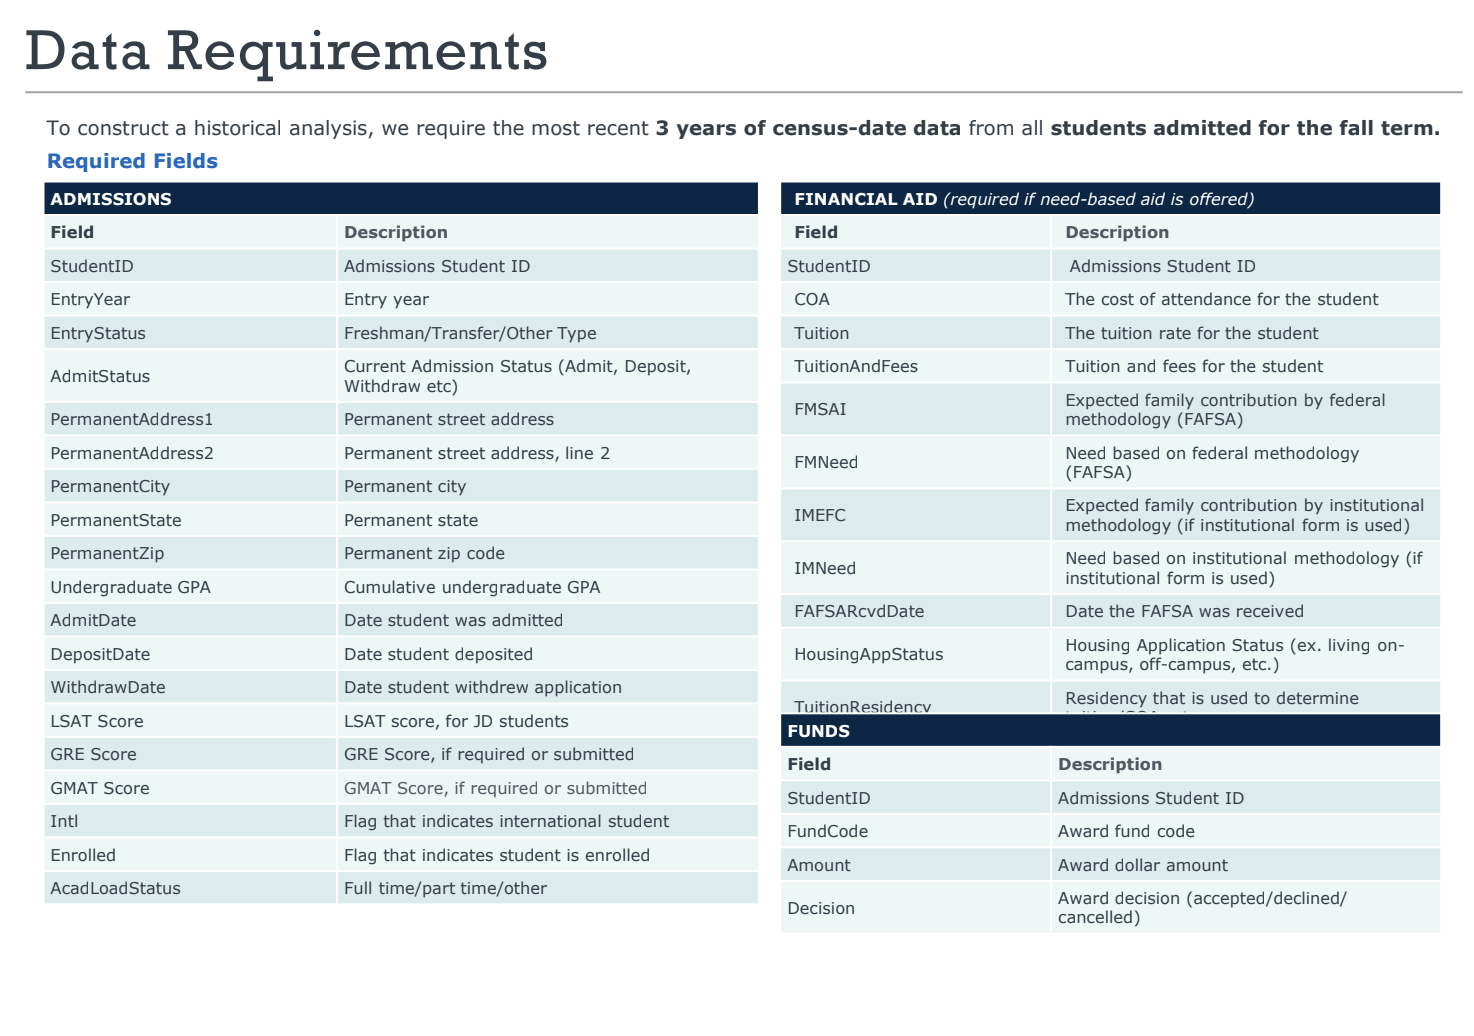 Data Requirements
To construct a historical analysis, we require the most recent 3 years of census-date data from all students admitted for the fall term.
Required Fields
ADMISSIONS
Field Description
StudentID Admissions Student ID
EntryYear Entry year
EntryStatus Freshman/Transfer/Other Type
AdmitStatus Current Admission Status (Admit, Deposit,
Withdraw etc)
PermanentAddress1 Permanent street address
PermanentAddress2 Permanent street address, line 2
PermanentCity Permanent city
PermanentState Permanent state
PermanentZip Permanent zip code
Undergraduate GPA Cumulative undergraduate GPA
AdmitDate Date student was admitted
DepositDate Date student deposited
WithdrawDate Date student withdrew application
LSAT Score LSAT score, for JD students
GRE Score GRE Score, if required or submitted
GMAT Score GMAT Score, if required or submitted
Intl Flag that indicates international student
Enrolled Flag that indicates student is enrolled
AcadLoadStatus Full time/part time/other
FINANCIAL AID (required if need-based aid is offered)
Field Description
StudentID Admissions Student ID
COA The cost of attendance for the student
Tuition The tuition rate for the student
TuitionAndFees Tuition and fees for the student
FMSAI Expected family contribution by federal
methodology (FAFSA)
FMNeed Need based on federal methodology
(FAFSA)
IMEFC Expected family contribution by institutional
methodology (if institutional form is used)
IMNeed Need based on institutional methodology (if
institutional form is used)
FAFSARcvdDate Date the FAFSA was received
HousingAppStatus Housing Application Status (ex. living on-
campus, off-campus, etc.)
TuitionResidency Residency that is used to determine
FUNDS
Field Description
StudentID Admissions Student ID
FundCode Award fund code
Amount Award dollar amount
Decision Award decision (accepted/declined/
cancelled)